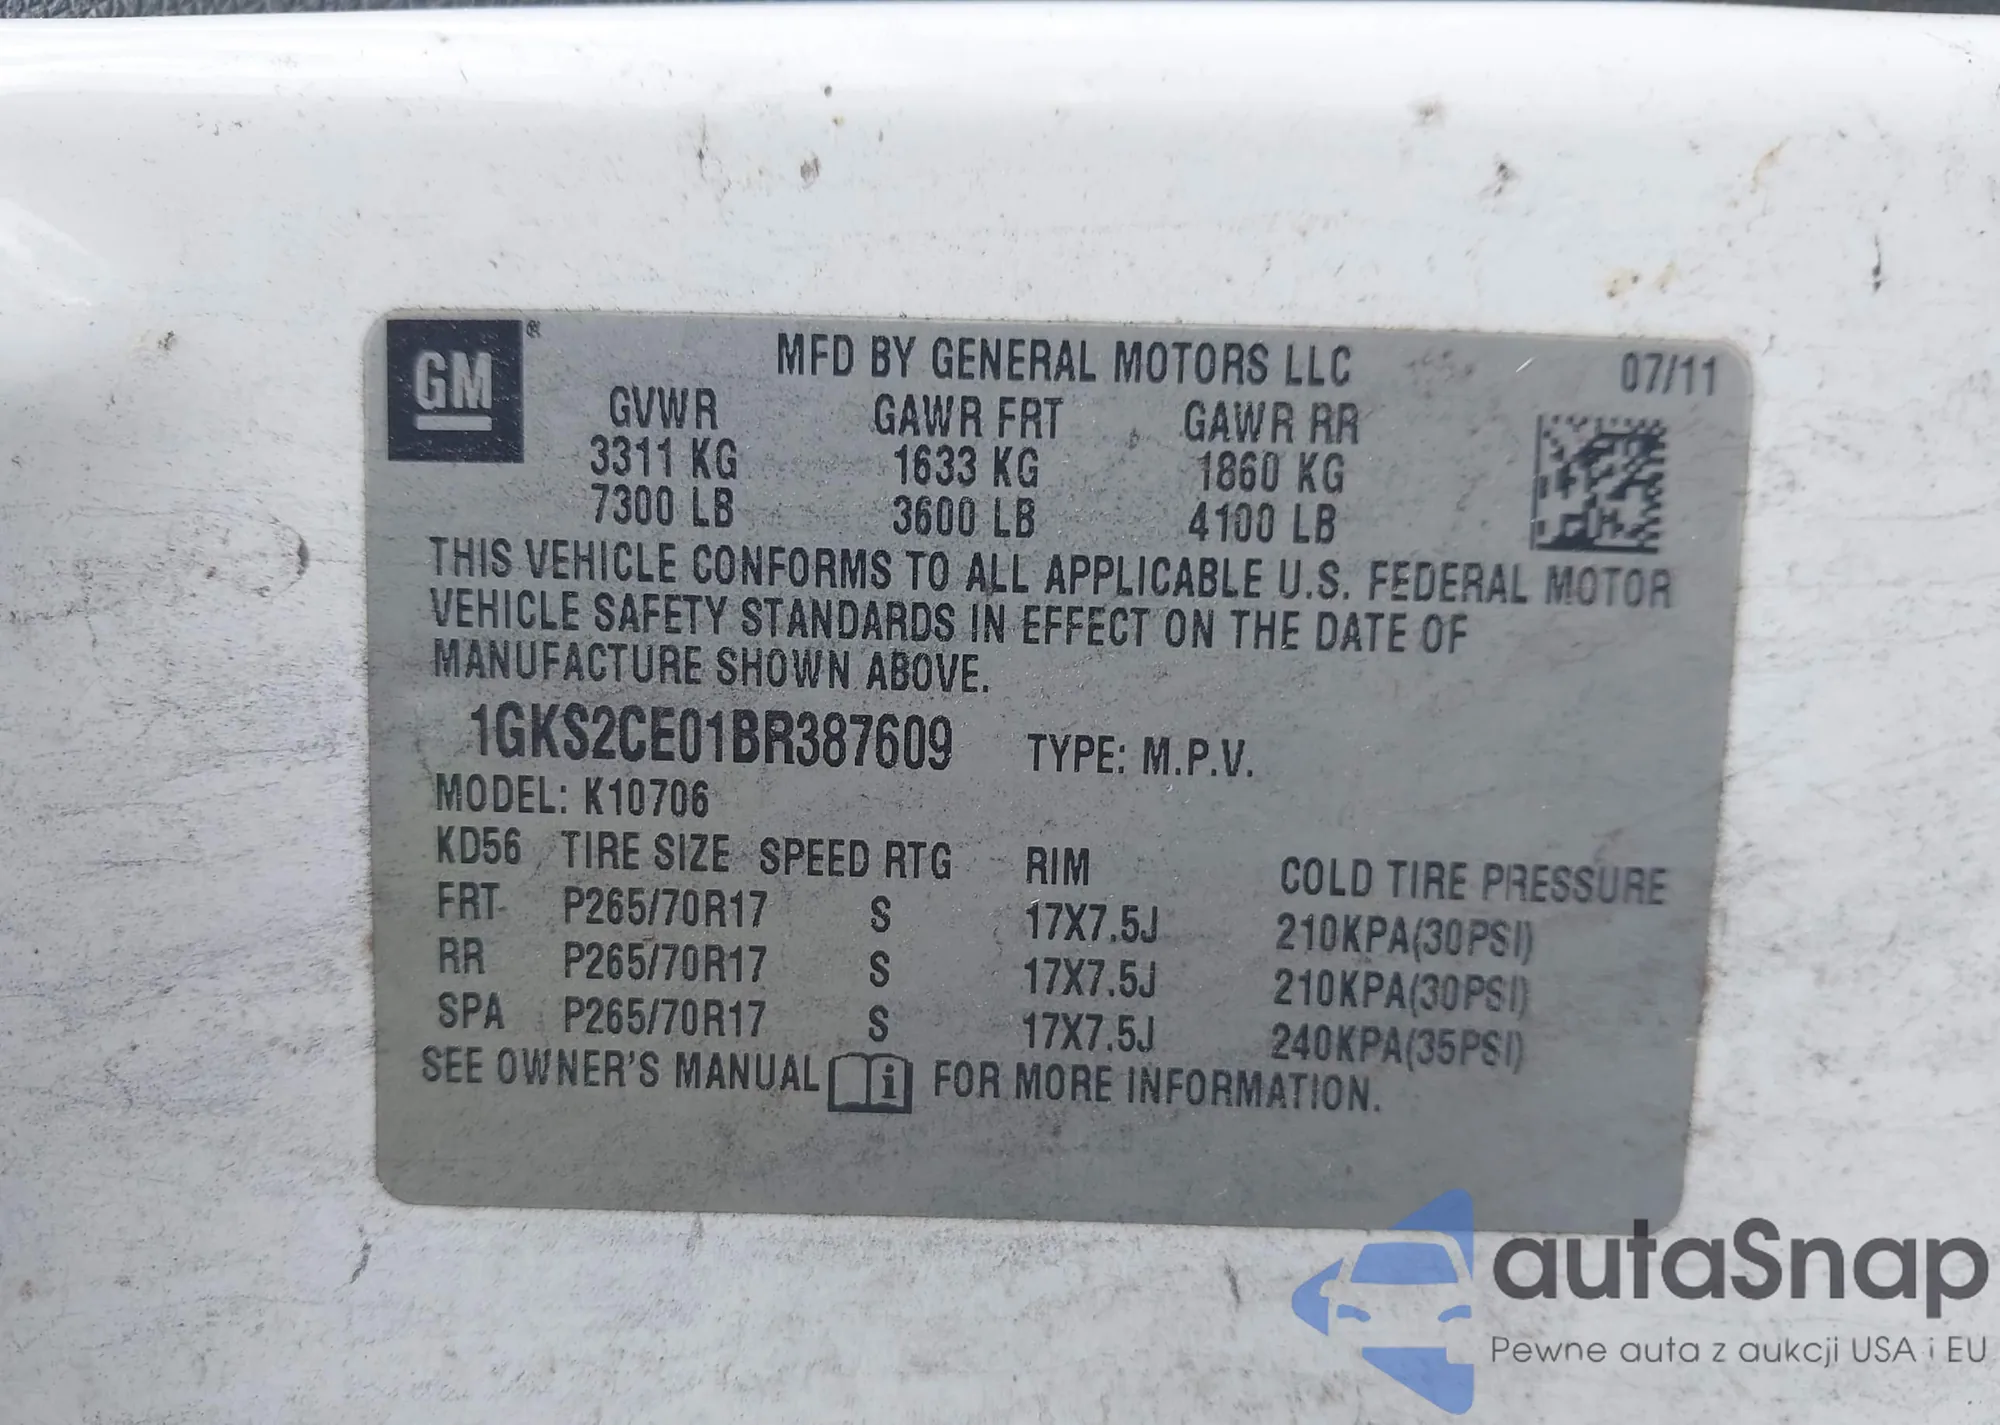 GM®
MFD BY GENERAL MOTORS LLC 07/11
GVWR GAWR FRT GAWR RR
3311 KG 1633 KG 1860 KG
7300 LB 3600 LB 4100 LB
THIS VEHICLE CONFORMS TO ALL APPLICABLE U.S. FEDERAL MOTOR
VEHICLE SAFETY STANDARDS IN EFFECT ON THE DATE OF
MANUFACTURE SHOWN ABOVE.
1GKS2CE01BR387609 TYPE: M.P.V.
MODEL: K10706
KD56 TIRE SIZE SPEED RTG RIM COLD TIRE PRESSURE
FRT P265/70R17 S 17X7.5J 210KPA(30PSI)
RR P265/70R17 S 17X7.5J 210KPA(30PSI)
SPA P265/70R17 S 17X7.5J 240KPA(35PSI)
SEE OWNER'S MANUAL i FOR MORE INFORMATION.
autaSnap
Pewne auta z aukcji USA i EU